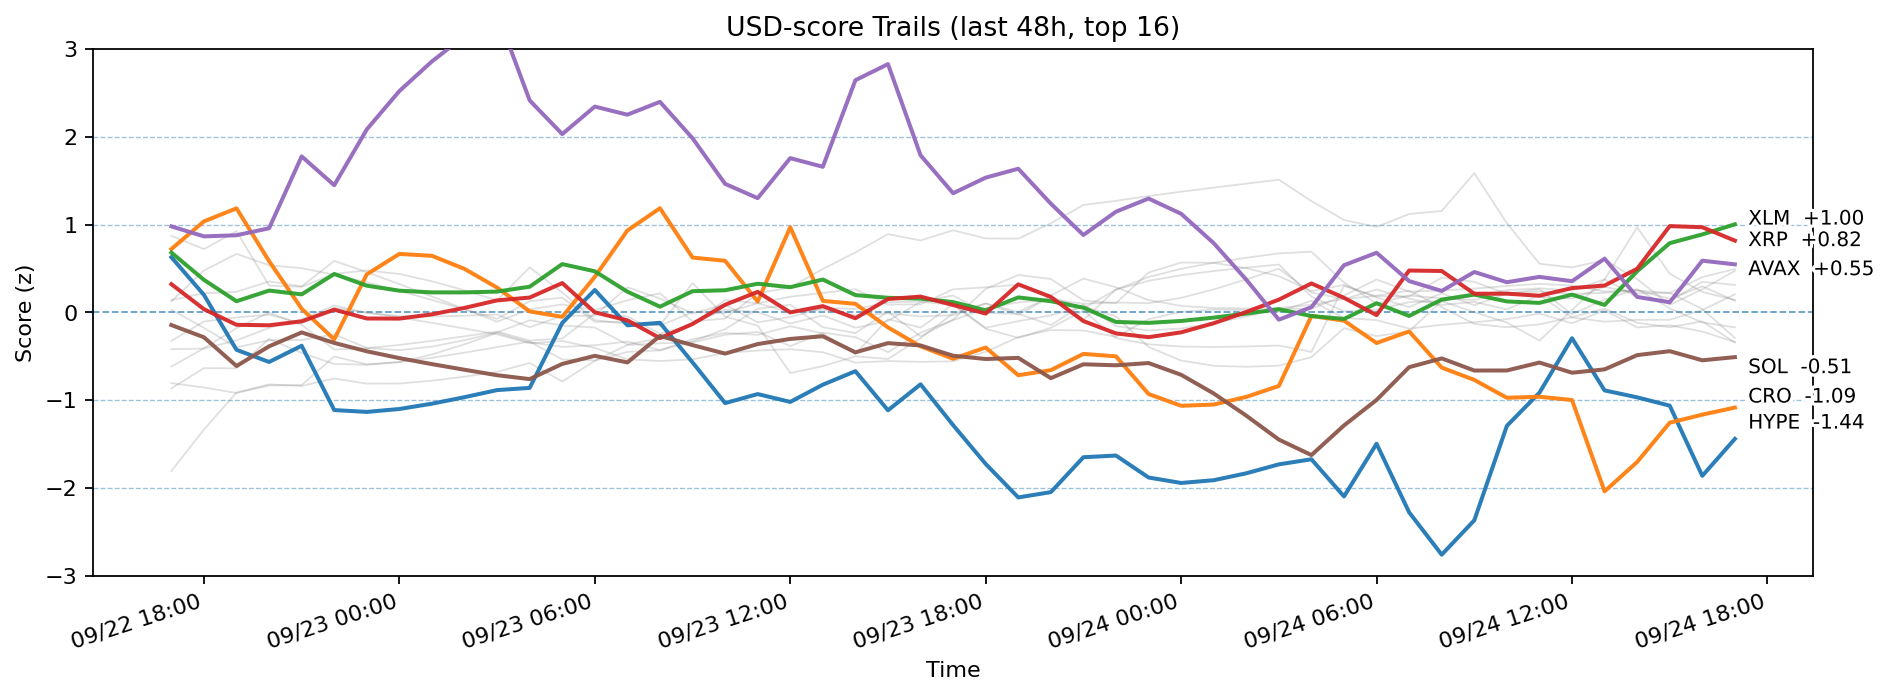 USD-score Trails (last 48h, top 16)
Score (z)
3
2
1
0
−1
−2
−3
XLM +1.00
XRP +0.82
AVAX +0.55
SOL -0.51
CRO -1.09
HYPE -1.44
09/22 18:00
09/23 00:00
09/23 06:00
09/23 12:00
09/23 18:00
09/24 00:00
09/24 06:00
09/24 12:00
09/24 18:00
Time